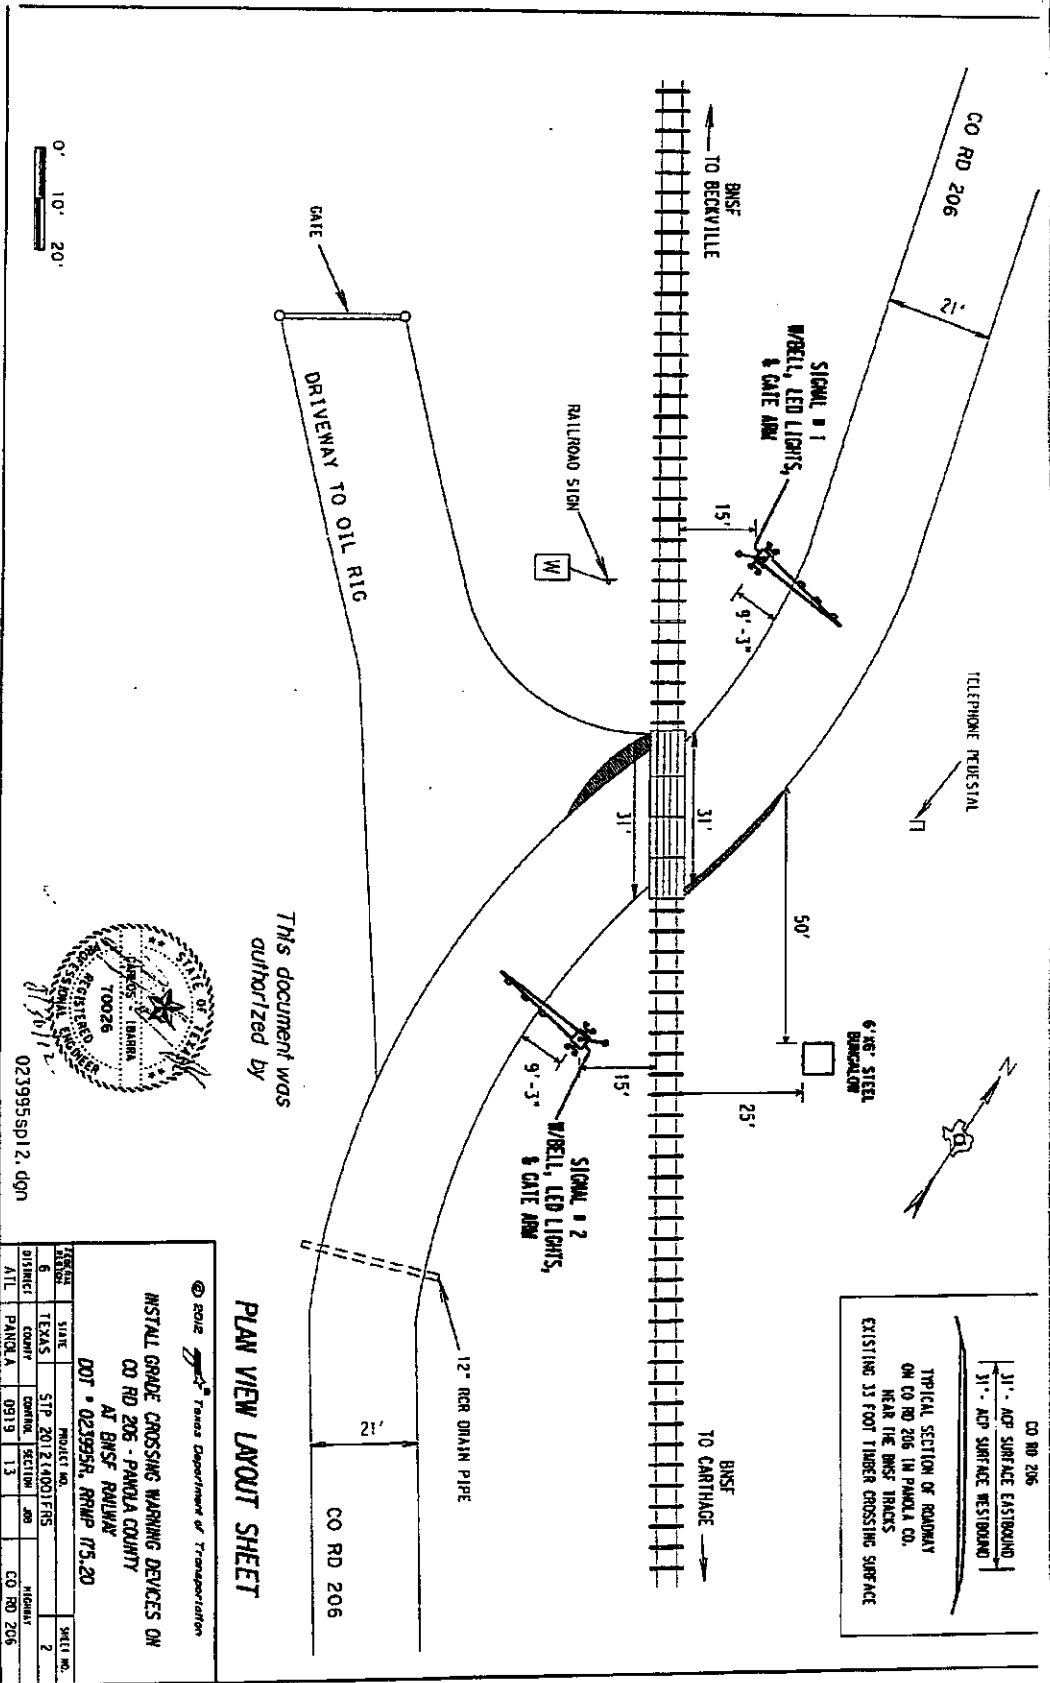 CO RD 206
31' - ACP SURFACE EASTBOUND
31' - ACP SURFACE WESTBOUND
TYPICAL SECTION OF ROADWAY
ON CO RD 206 IN PANOLA CO.
NEAR THE BNSF TRACKS
EXISTING 33 FOOT TIMBER CROSSING SURFACE
CO RD 206
21'
TELEPHONE PEDESTAL
6'X6' STEEL
BUNGALOW
N
BNSF
TO BECKVILLE
SIGNAL # 1
W/BELL, LED LIGHTS,
& GATE ARM
15'
9'-3"
50'
25'
31'
31'
BNSF
TO CARTHAGE
RAILROAD SIGN
W
GATE
DRIVEWAY TO OIL RIG
15'
9'-3"
SIGNAL # 2
W/BELL, LED LIGHTS,
& GATE ARM
12" RCR DRAIN PIPE
21'
CO RD 206
0' 10' 20'
This document was
authorized by
STATE OF TEXAS
CARLOS IBARRA
T0026
REGISTERED
PROFESSIONAL ENGINEER
023995sp12.dgn
PLAN VIEW LAYOUT SHEET
© 2012 Texas Department of Transportation
INSTALL GRADE CROSSING WARNING DEVICES ON
CO RD 206 - PANOLA COUNTY
AT BNSF RAILWAY
DOT # 023995R, RRMP 175.20
FEDERAL REGION STATE PROJECT NO. SHEET NO.
6 TEXAS STP 2012(400)FRS 2
DISTRICT COUNTY CONTROL SECTION JOB HIGHWAY
ATL PANOLA 0919 13 CO RD 206